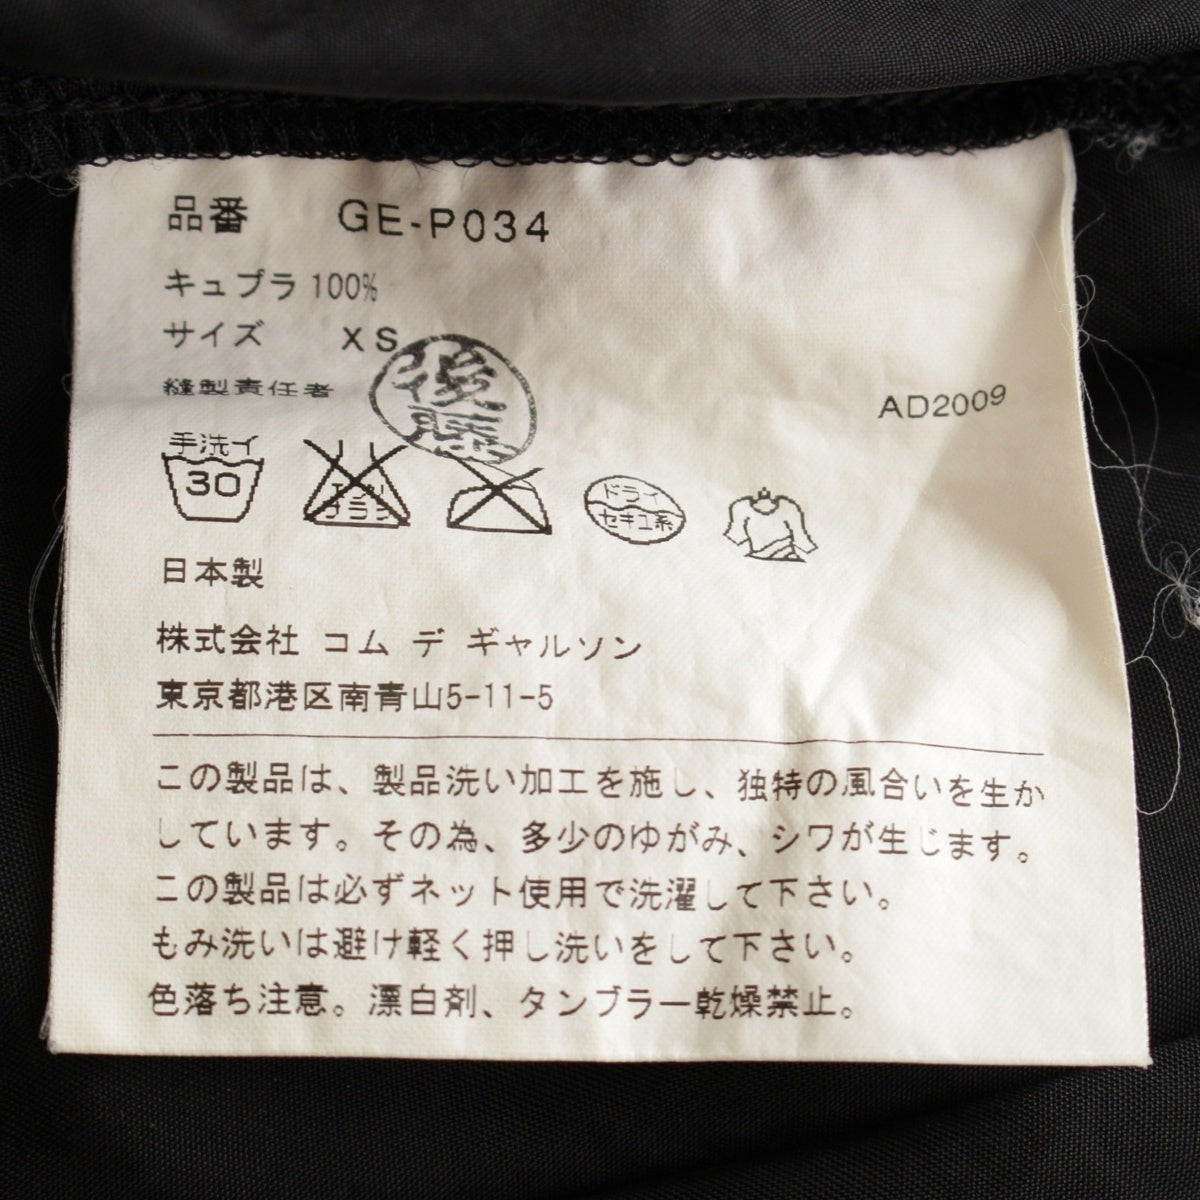 品番 GE-P034
キュプラ 100%
サイズ XS
縫製責任者 後藤
AD2009
手洗イ
30
エンソ
サラシ
ドライ
セキユ系
日本製
株式会社 コム デ ギャルソン
東京都港区南青山5-11-5
この製品は、製品洗い加工を施し、独特の風合いを生か
しています。その為、多少のゆがみ、シワが生じます。
この製品は必ずネット使用で洗濯して下さい。
もみ洗いは避け軽く押し洗いをして下さい。
色落ち注意。漂白剤、タンブラー乾燥禁止。